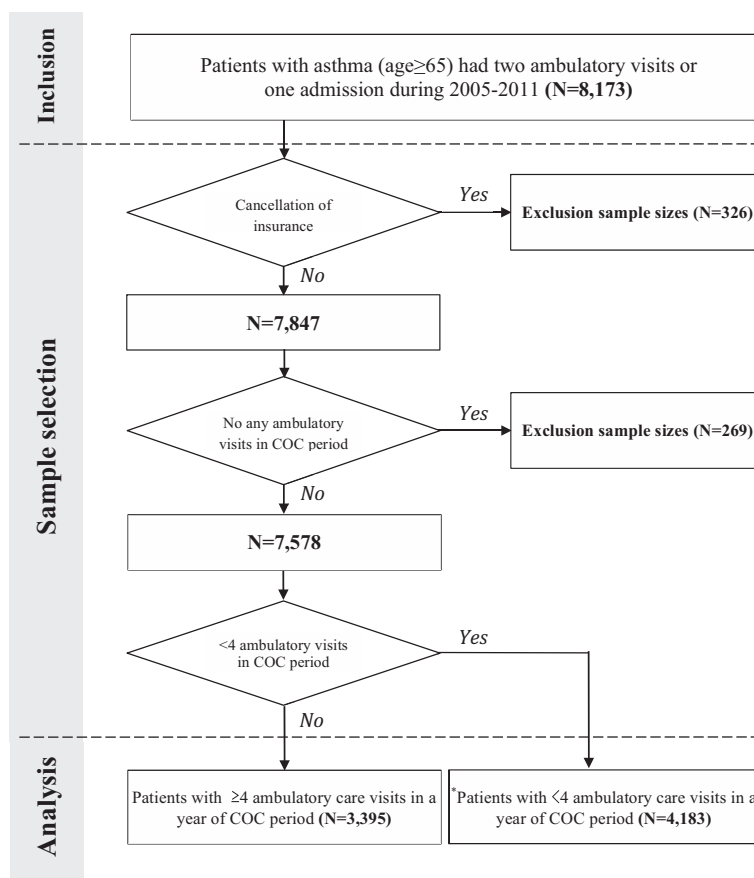 Inclusion
Patients with asthma (age≥65) had two ambulatory visits or
one admission during 2005-2011 (N=8,173)
Sample selection
Cancellation of
insurance
Yes
Exclusion sample sizes (N=326)
No
N=7,847
No any ambulatory
visits in COC period
Yes
Exclusion sample sizes (N=269)
No
N=7,578
<4 ambulatory visits
in COC period
Yes
No
Analysis
Patients with ≥4 ambulatory care visits in a
year of COC period (N=3,395)
*Patients with <4 ambulatory care visits in a
year of COC period (N=4,183)